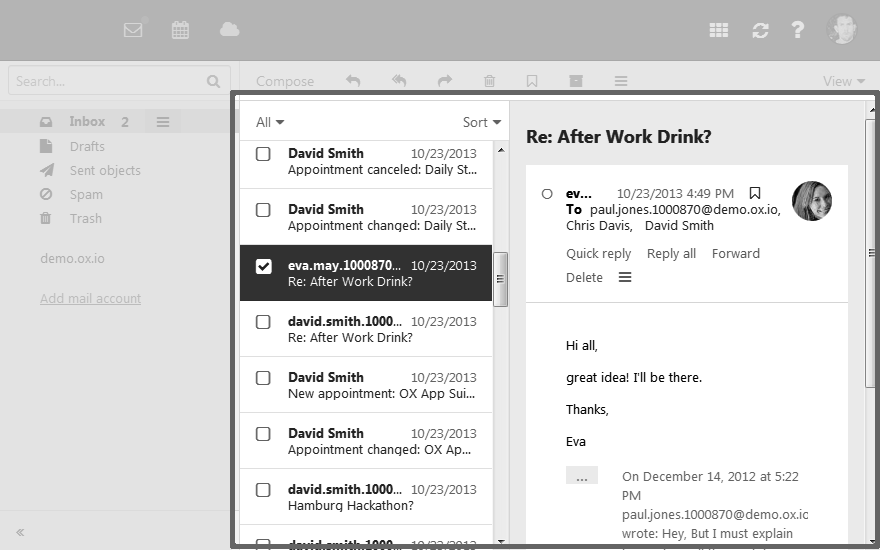 Search...
Compose
View
Inbox 2
Drafts
Sent objects
Spam
Trash
demo.ox.io
Add mail account
All
Sort
David Smith 10/23/2013
Appointment canceled: Daily St...
David Smith 10/23/2013
Appointment changed: Daily St...
eva.may.1000870... 10/23/2013
Re: After Work Drink?
david.smith.1000... 10/23/2013
Re: After Work Drink?
David Smith 10/23/2013
New appointment: OX App Sui...
David Smith 10/23/2013
Appointment changed: OX Ap...
david.smith.1000... 10/23/2013
Hamburg Hackathon?
david.smith.1000... 10/23/2013
Re: After Work Drink?
ev... 10/23/2013 4:49 PM
To paul.jones.1000870@demo.ox.io,
Chris Davis, David Smith
Quick reply Reply all Forward
Delete
Hi all,
great idea! I'll be there.
Thanks,
Eva
... On December 14, 2012 at 5:22
PM
paul.jones.1000870@demo.ox.io
wrote: Hey, But I must explain